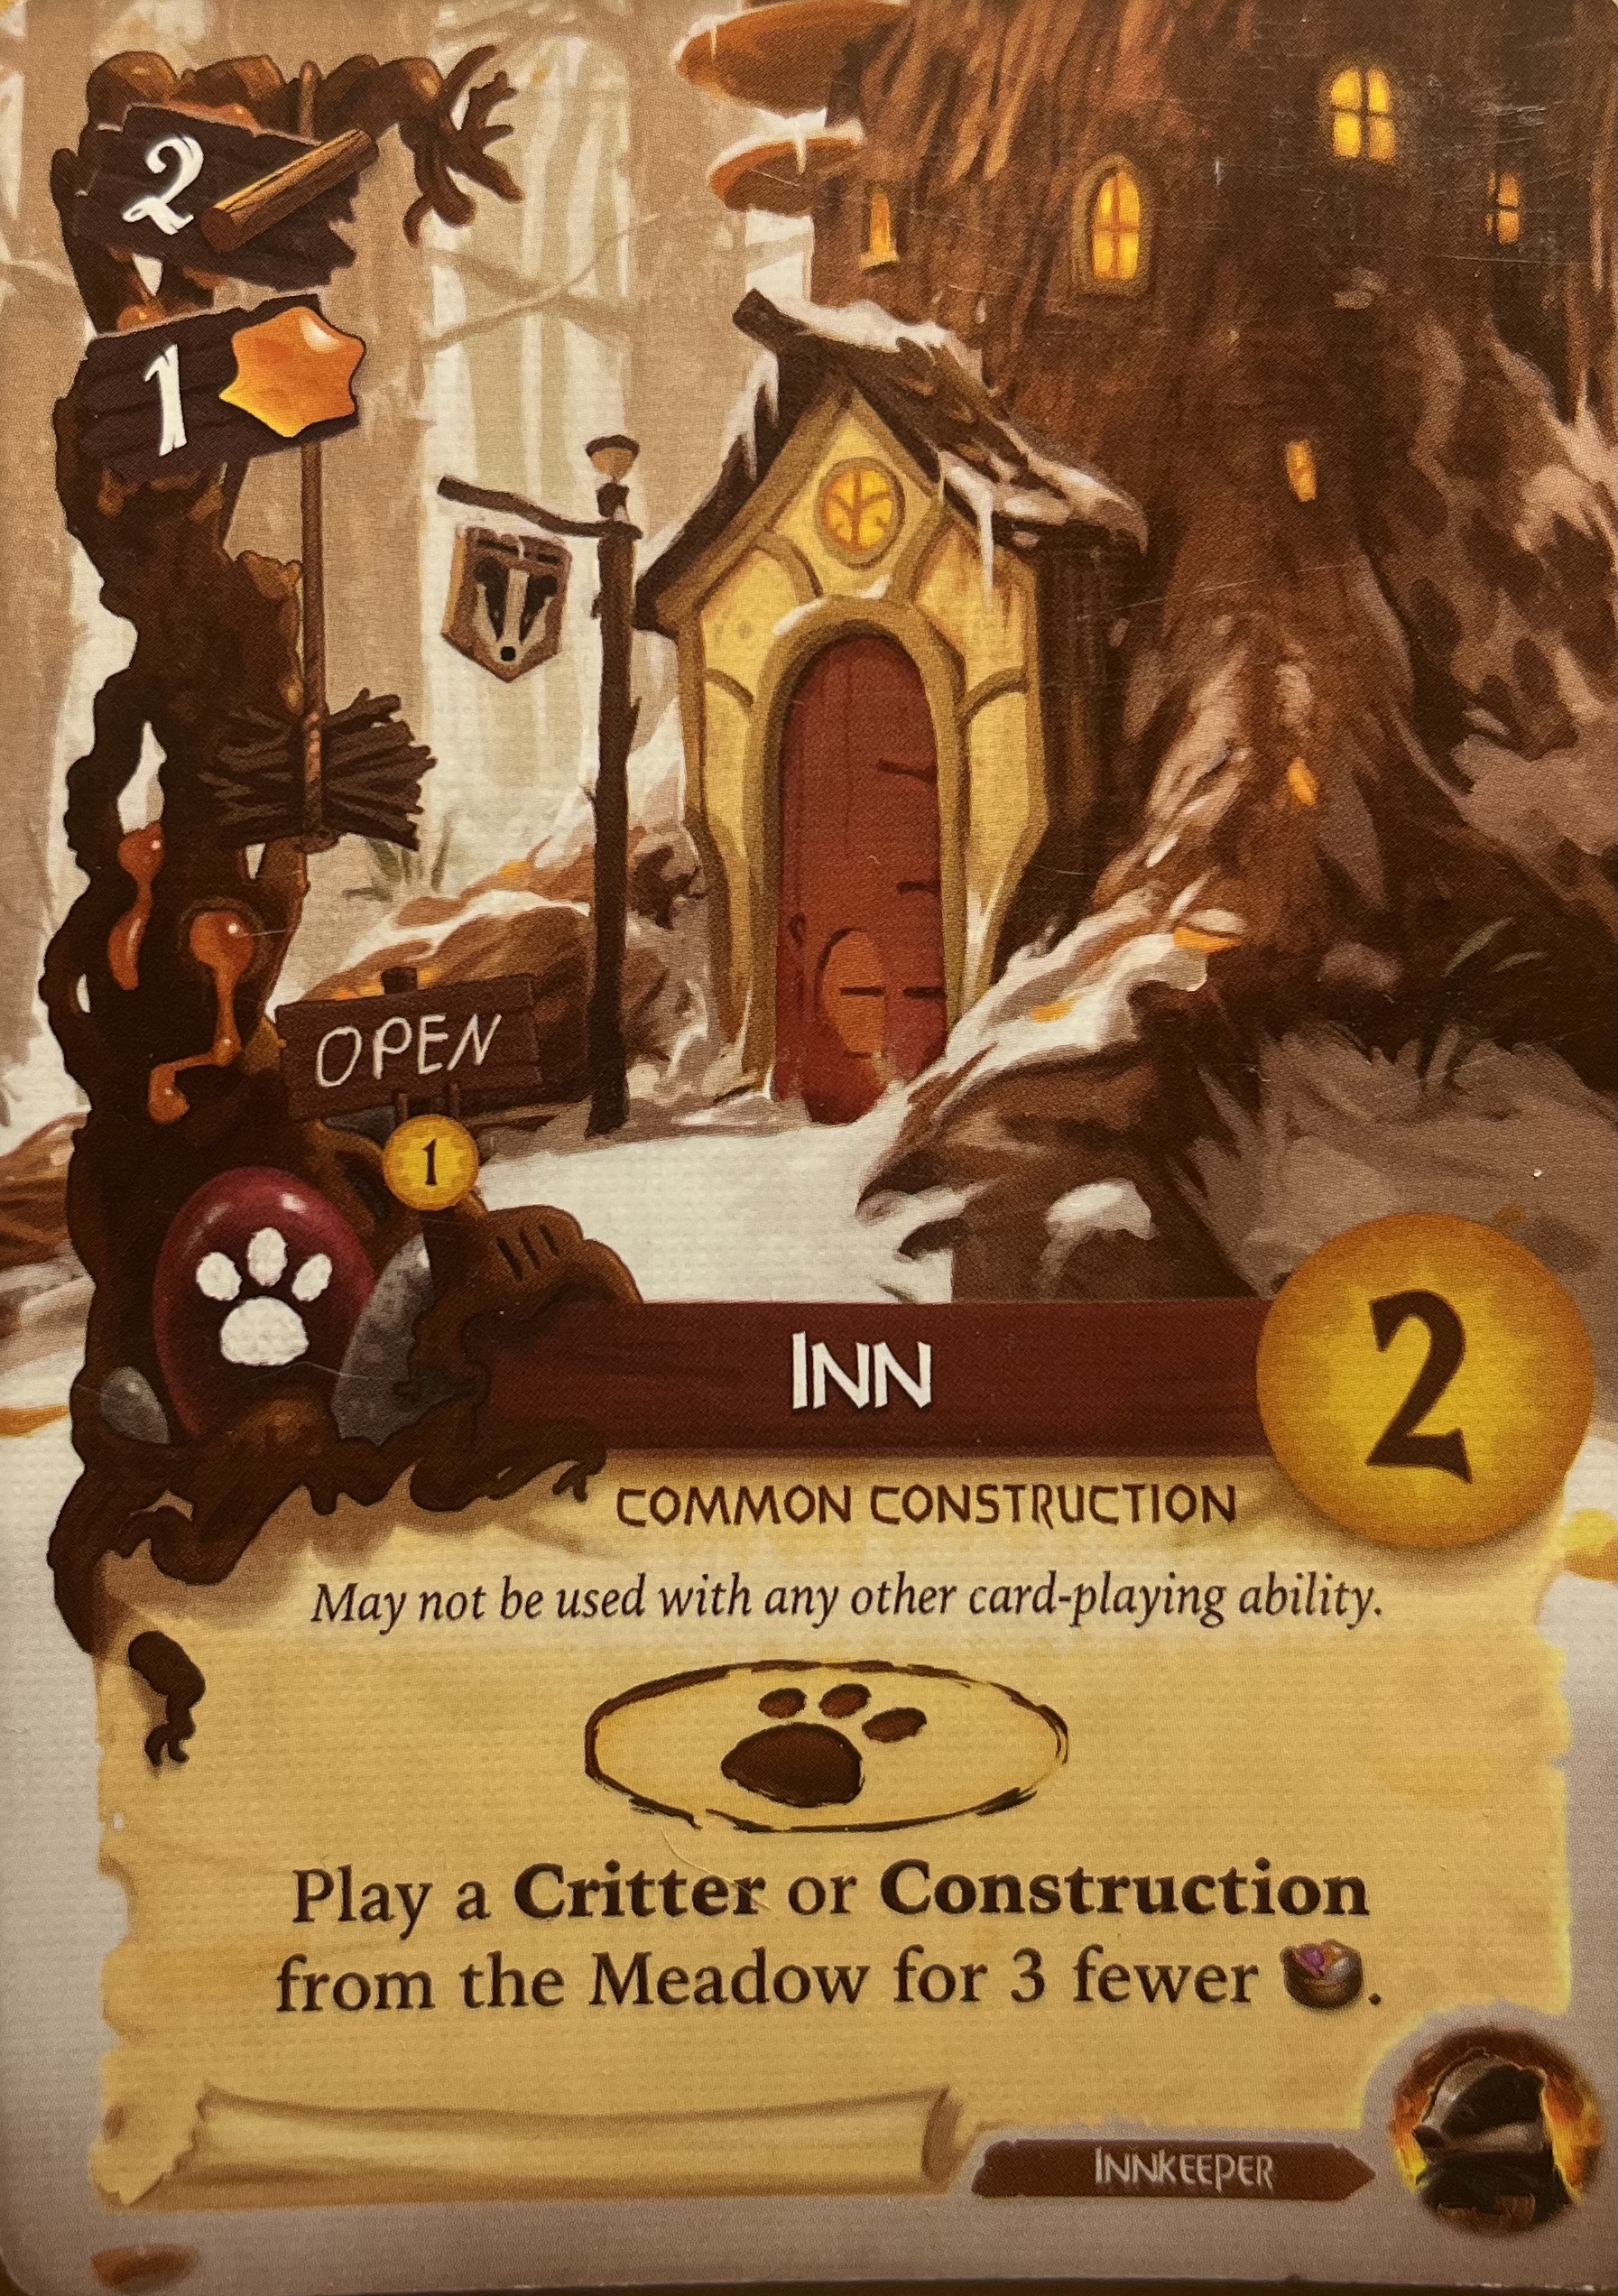 2
1
OPEN
1
INN
2
COMMON CONSTRUCTION
May not be used with any other card-playing ability.
Play a Critter or Construction
from the Meadow for 3 fewer .
INNKEEPER